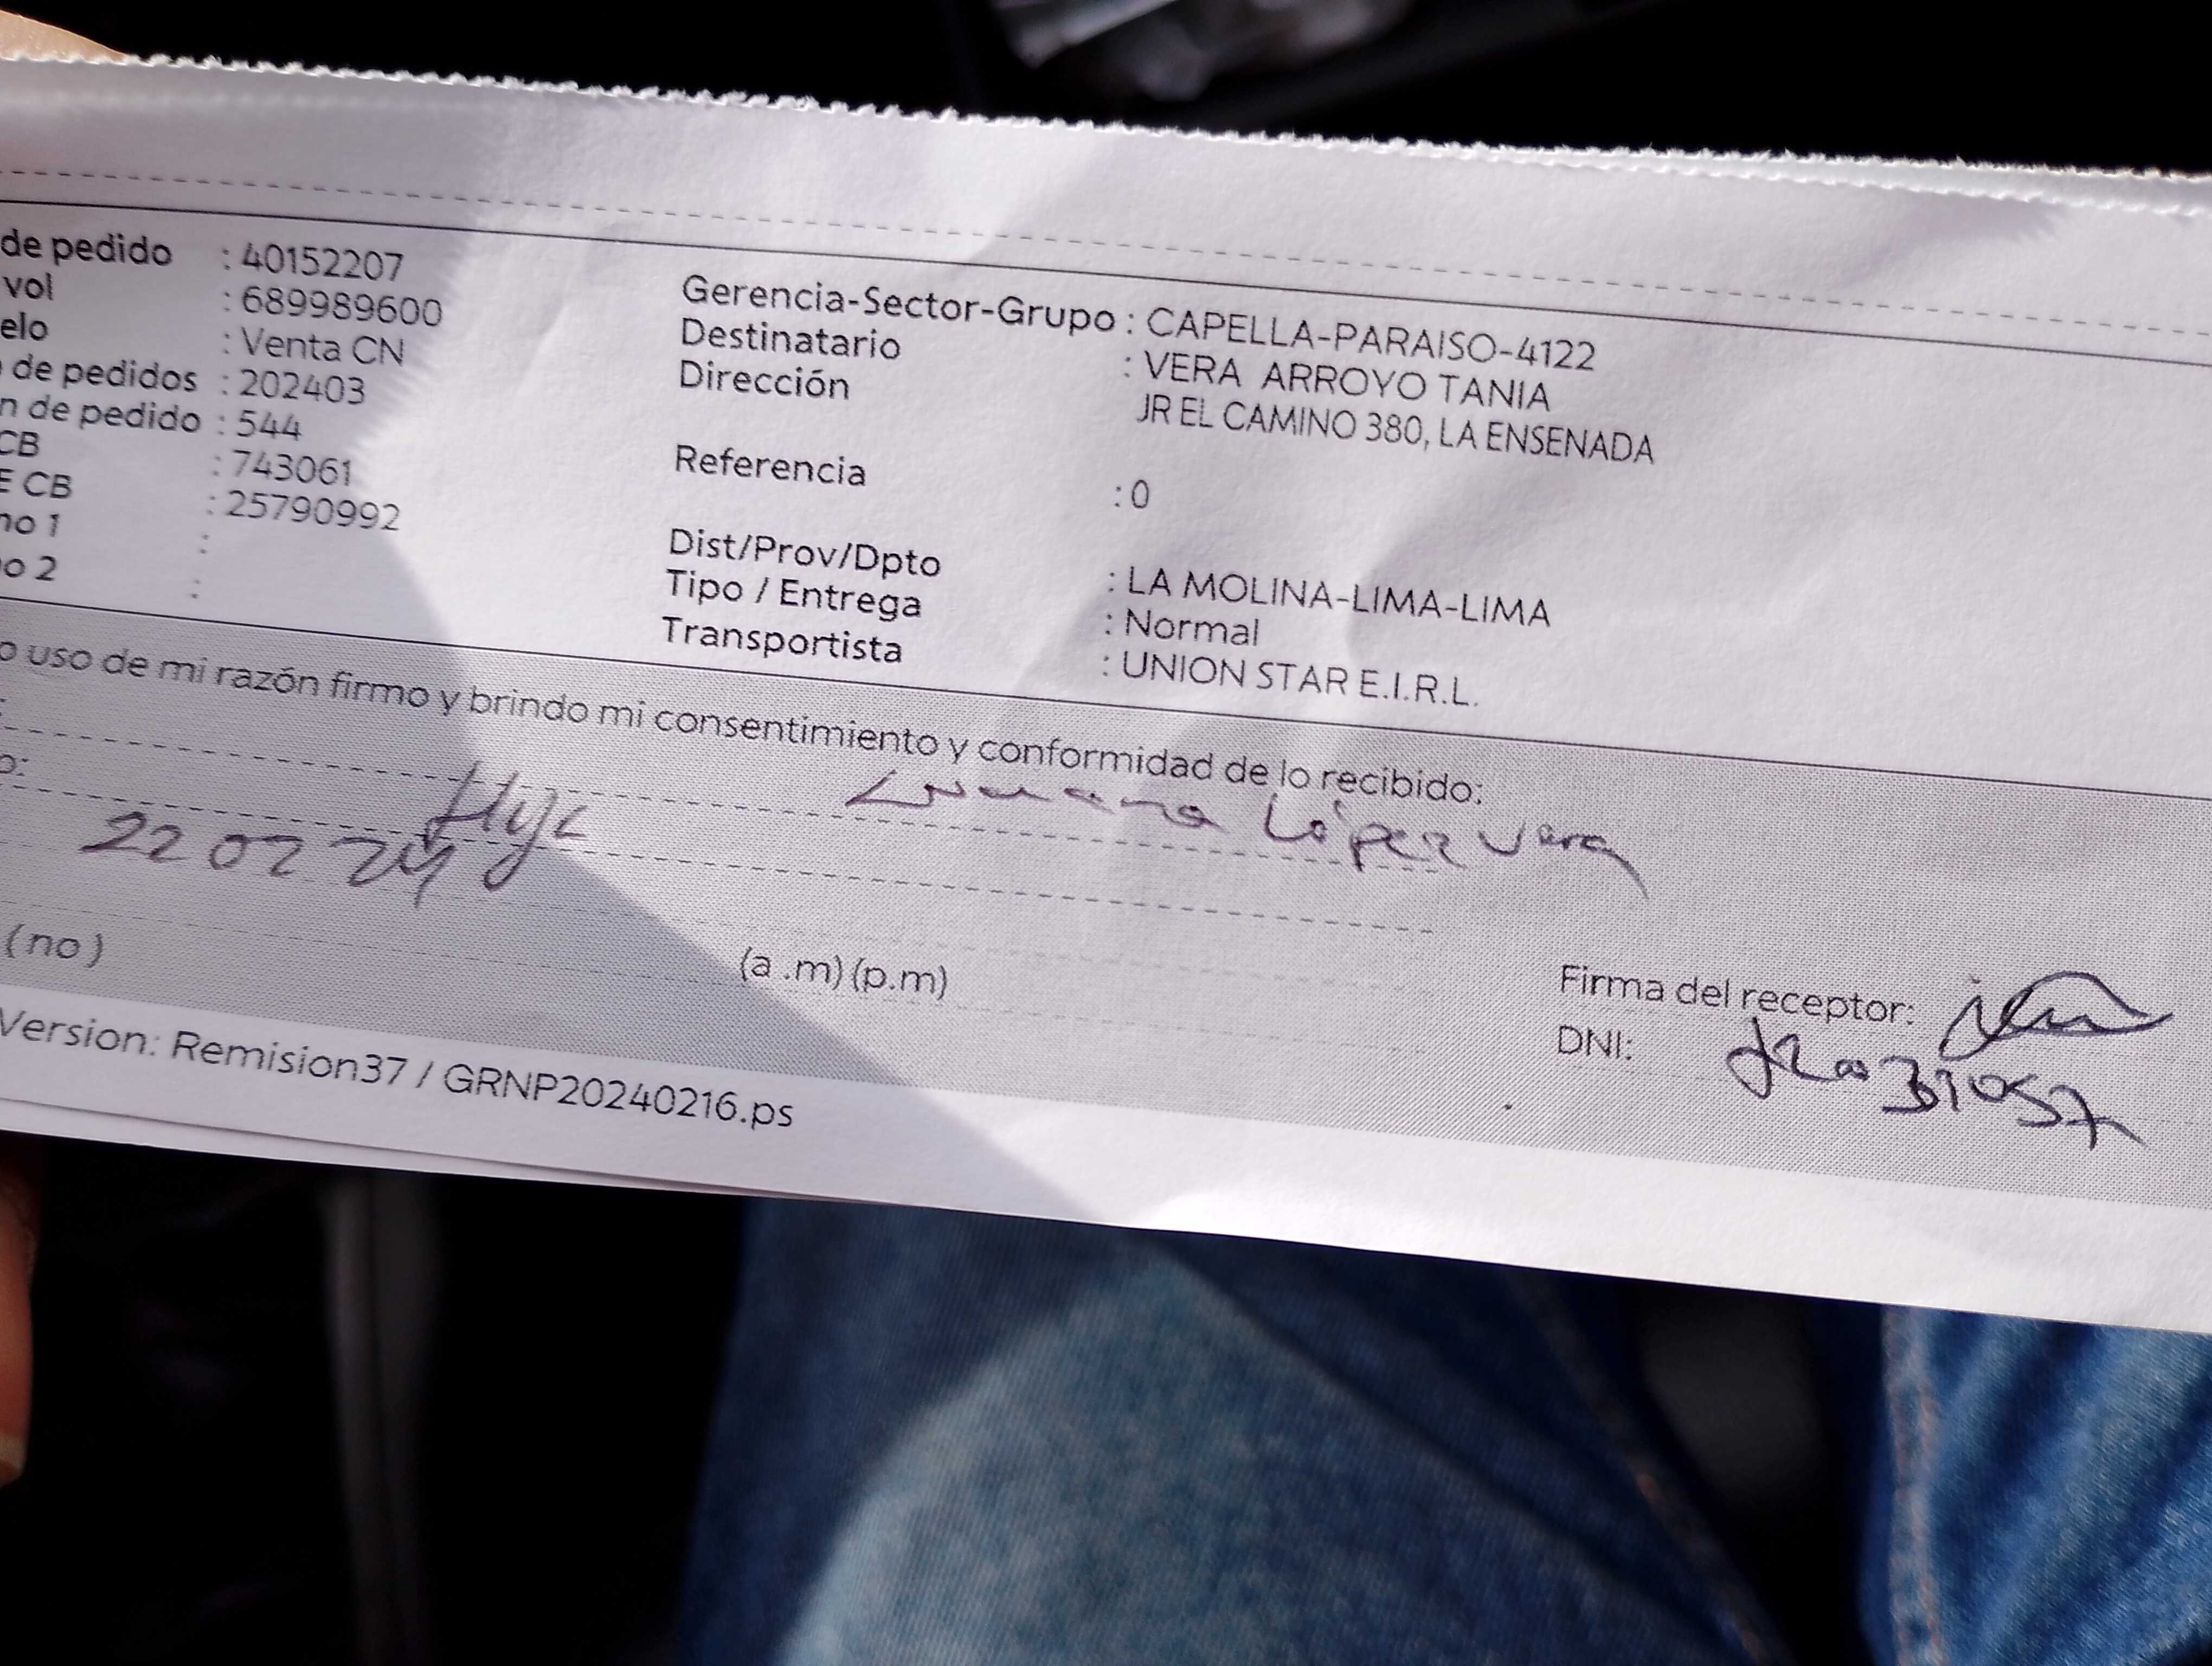 de pedido : 40152207
vol : 689989600
elo : Venta CN
de pedidos : 202403
n de pedido : 544
CB : 743061
E CB : 25790992
no 1 :
o 2 :
Gerencia-Sector-Grupo : CAPELLA-PARAISO-4122
Destinatario : VERA ARROYO TANIA
Dirección JR EL CAMINO 380, LA ENSENADA
Referencia : 0
Dist/Prov/Dpto : LA MOLINA-LIMA-LIMA
Tipo / Entrega : Normal
Transportista : UNION STAR E.I.R.L.
o uso de mi razón firmo y brindo mi consentimiento y conformidad de lo recibido:
López Vera
o:
22 02 24
(no) (a .m) (p.m)
Firma del receptor:
DNI:
Version: Remision37 / GRNP20240216.ps